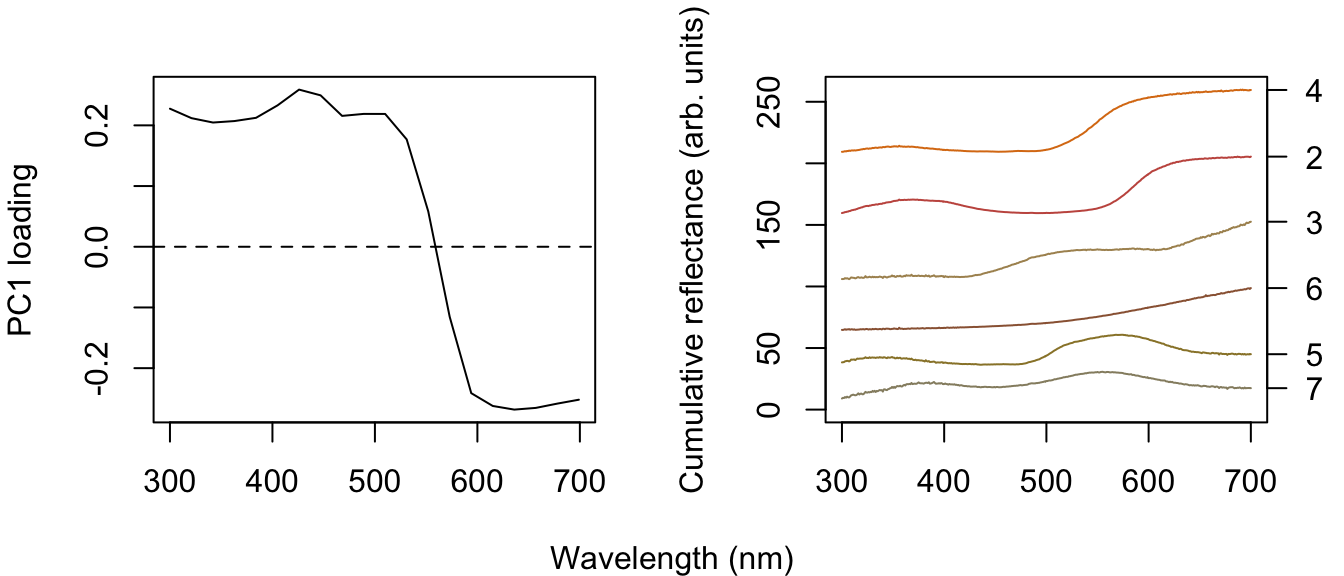 PC1 loading
0.2
0.0
-0.2
300 400 500 600 700
Cumulative reflectance (arb. units)
250
150
50
0
300 400 500 600 700
4
2
3
6
5
7
Wavelength (nm)